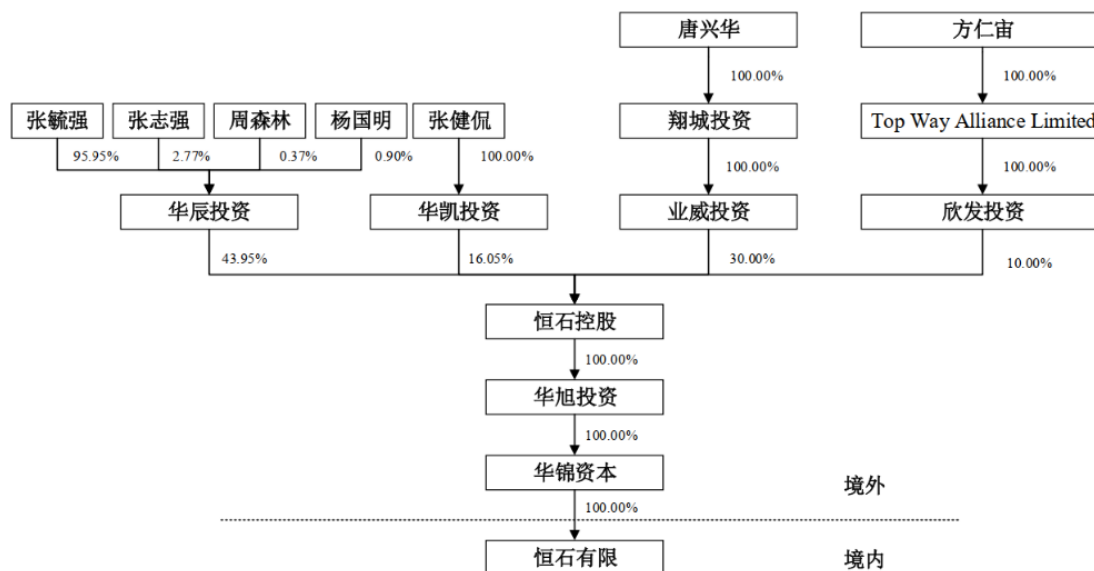 唐兴华
方仁宙
100.00%
100.00%
张毓强
张志强
周森林
杨国明
张健侃
翔城投资
Top Way Alliance Limited
95.95%
2.77%
0.37%
0.90%
100.00%
100.00%
100.00%
华辰投资
华凯投资
业威投资
欣发投资
43.95%
16.05%
30.00%
10.00%
恒石控股
100.00%
华旭投资
100.00%
华锦资本
境外
100.00%
恒石有限
境内